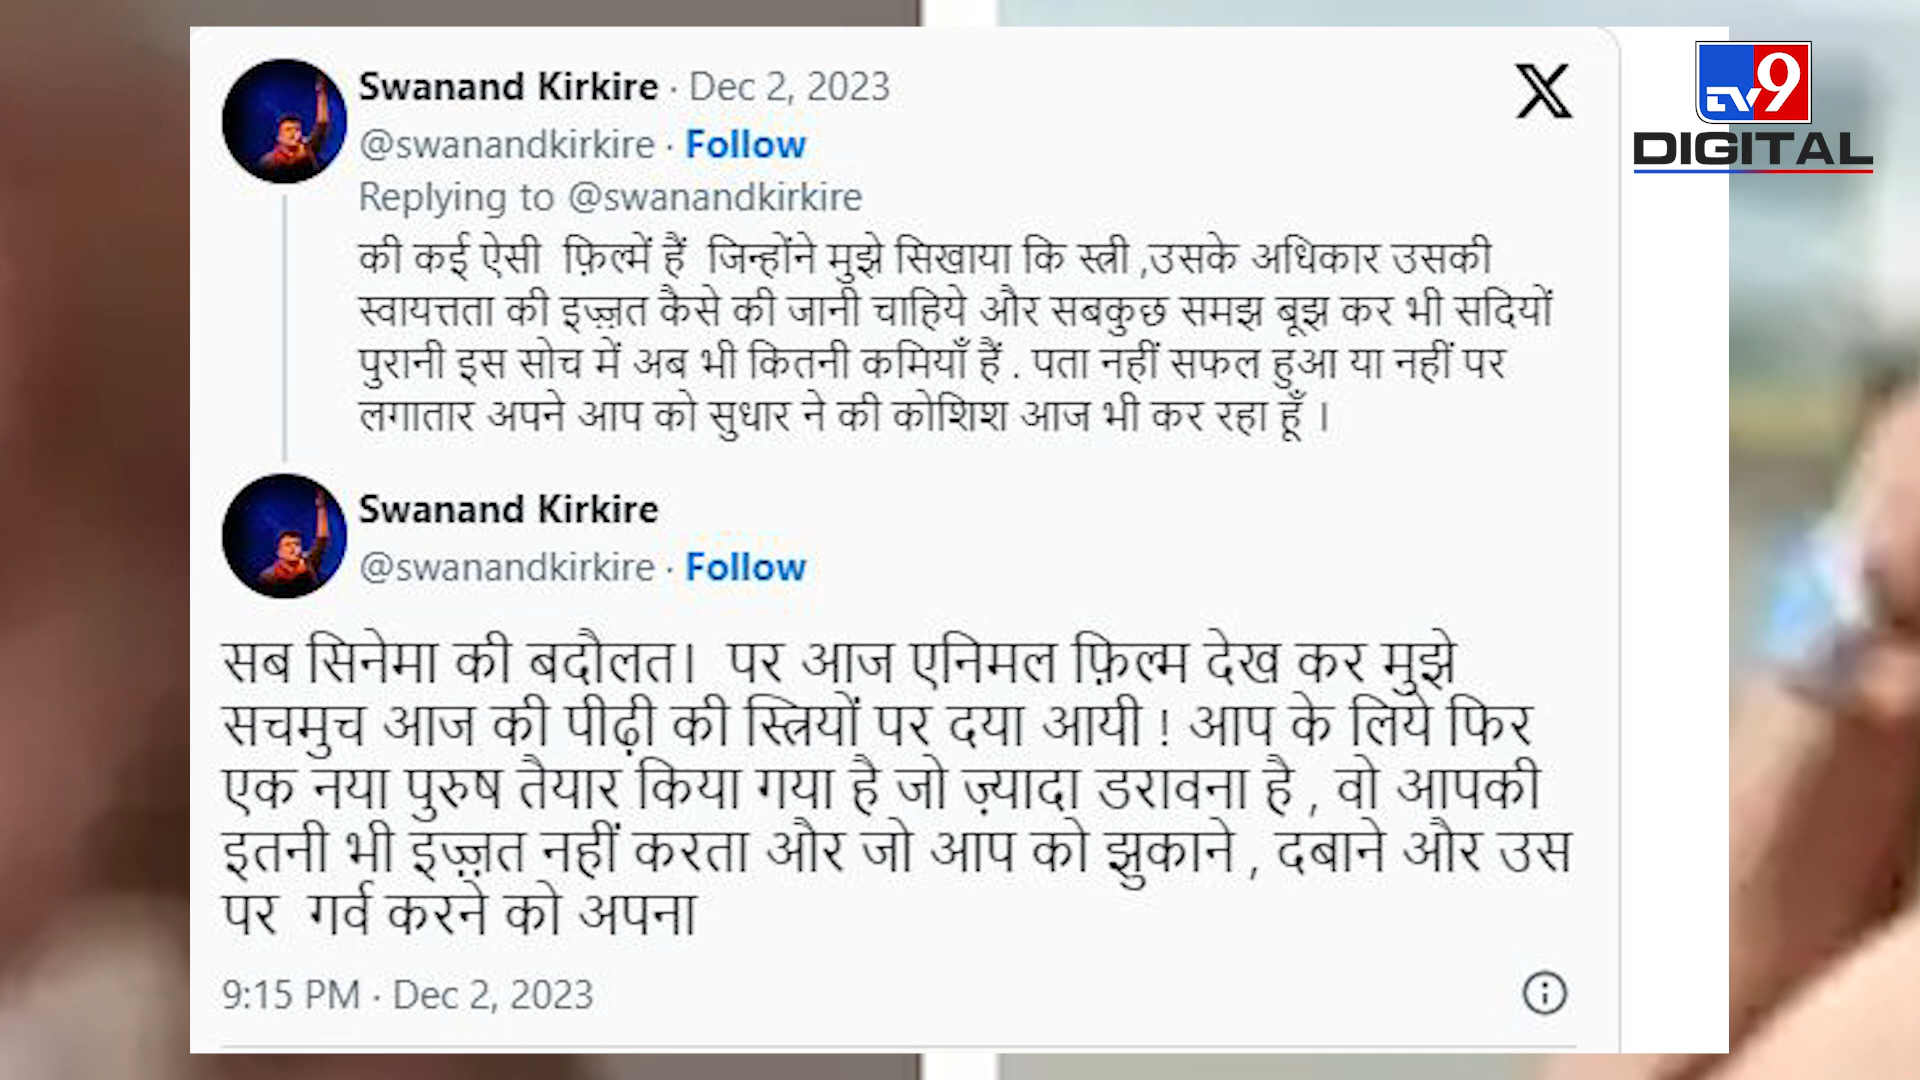 Swanand Kirkire · Dec 2, 2023
@swanandkirkire · Follow
Replying to @swanandkirkire
की कई ऐसी फ़िल्में हैं जिन्होंने मुझे सिखाया कि स्त्री ,उसके अधिकार उसकी
स्वायत्तता की इज़्ज़त कैसे की जानी चाहिये और सबकुछ समझ बूझ कर भी सदियों
पुरानी इस सोच में अब भी कितनी कमियाँ हैं . पता नहीं सफल हुआ या नहीं पर
लगातार अपने आप को सुधार ने की कोशिश आज भी कर रहा हूँ ।
Swanand Kirkire
@swanandkirkire · Follow
सब सिनेमा की बदौलत। पर आज एनिमल फ़िल्म देख कर मुझे
सचमुच आज की पीढ़ी की स्त्रियों पर दया आयी ! आप के लिये फिर
एक नया पुरुष तैयार किया गया है जो ज़्यादा डरावना है , वो आपकी
इतनी भी इज़्ज़त नहीं करता और जो आप को झुकाने , दबाने और उस
पर गर्व करने को अपना
9:15 PM · Dec 2, 2023
TV9
DIGITAL